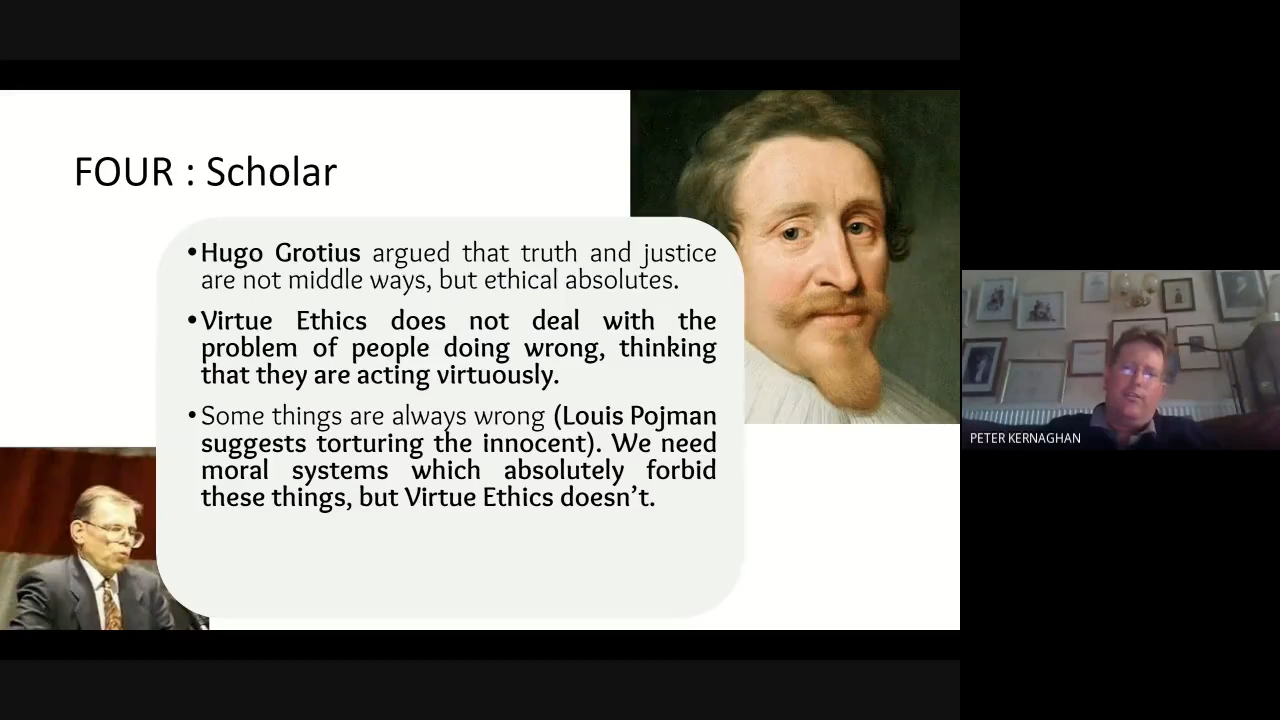 FOUR : Scholar
•Hugo Grotius argued that truth and justice
are not middle ways, but ethical absolutes.
•Virtue Ethics does not deal with the
problem of people doing wrong, thinking
that they are acting virtuously.
•Some things are always wrong (Louis Pojman
suggests torturing the innocent). We need
moral systems which absolutely forbid
these things, but Virtue Ethics doesn’t.
PETER KERNAGHAN